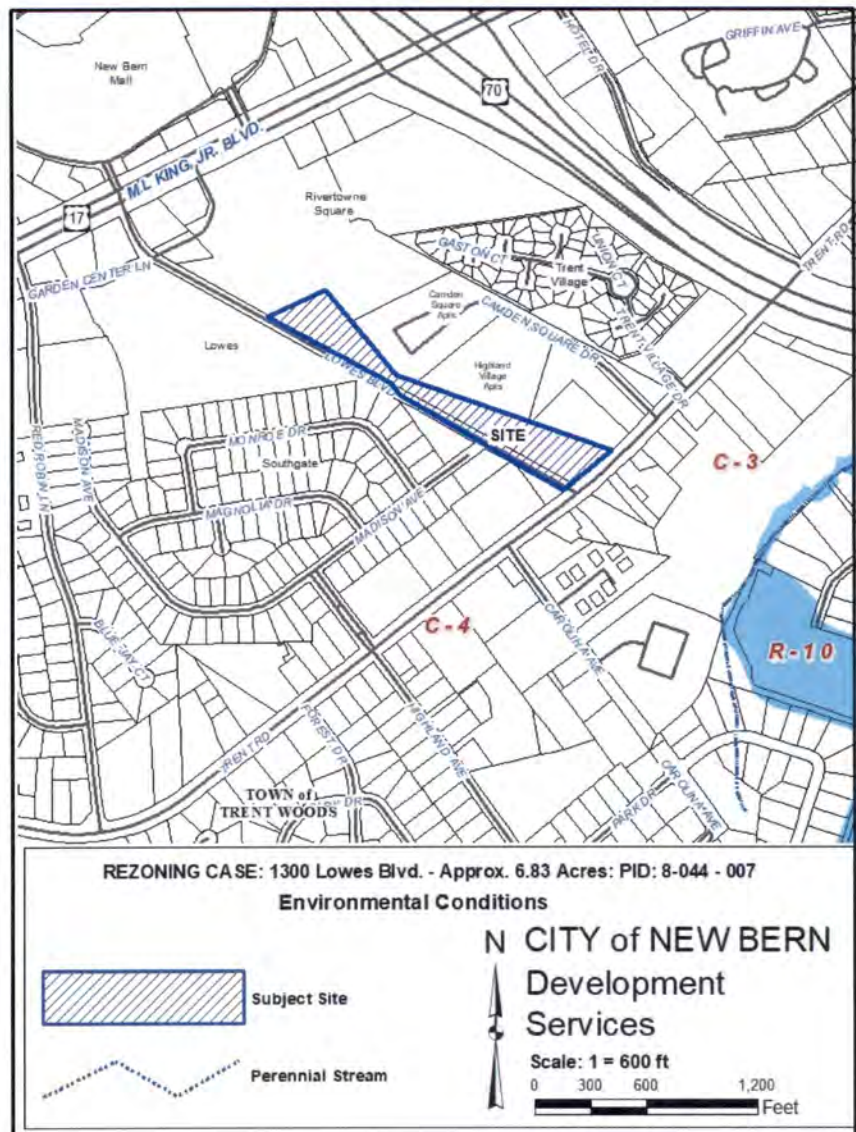 New Bern
Mall
HOTEL DR
GRIFFIN AVE
70
M.L KING, JR. BLVD.
17
Rivertowne
Square
GARDEN CENTER LN
GASTON CT
UNION CT
Trent
Village
TRENT RD
Camden
Square
Apts
CAMDEN SQUARE DR
TRENT VILLAGE DR
Lowes
LOWES BLVD
Highland
Village
Apts
SITE
RED ROBIN LN
MADISON AVE
MONROE DR
Southgate
MAGNOLIA DR
MADISON AVE
C - 3
BLUE JAY CT
C - 4
CAROLINA AVE
R - 10
TRENT RD
FOREST DR
HIGHLAND AVE
TOWN of
TRENT WOODS
DR
PARK DR
CAROLINA AVE
REZONING CASE: 1300 Lowes Blvd. - Approx. 6.83 Acres: PID: 8-044 - 007
Environmental Conditions
Subject Site
Perennial Stream
N
CITY of NEW BERN
Development
Services
Scale: 1 = 600 ft
0 300 600 1,200
Feet